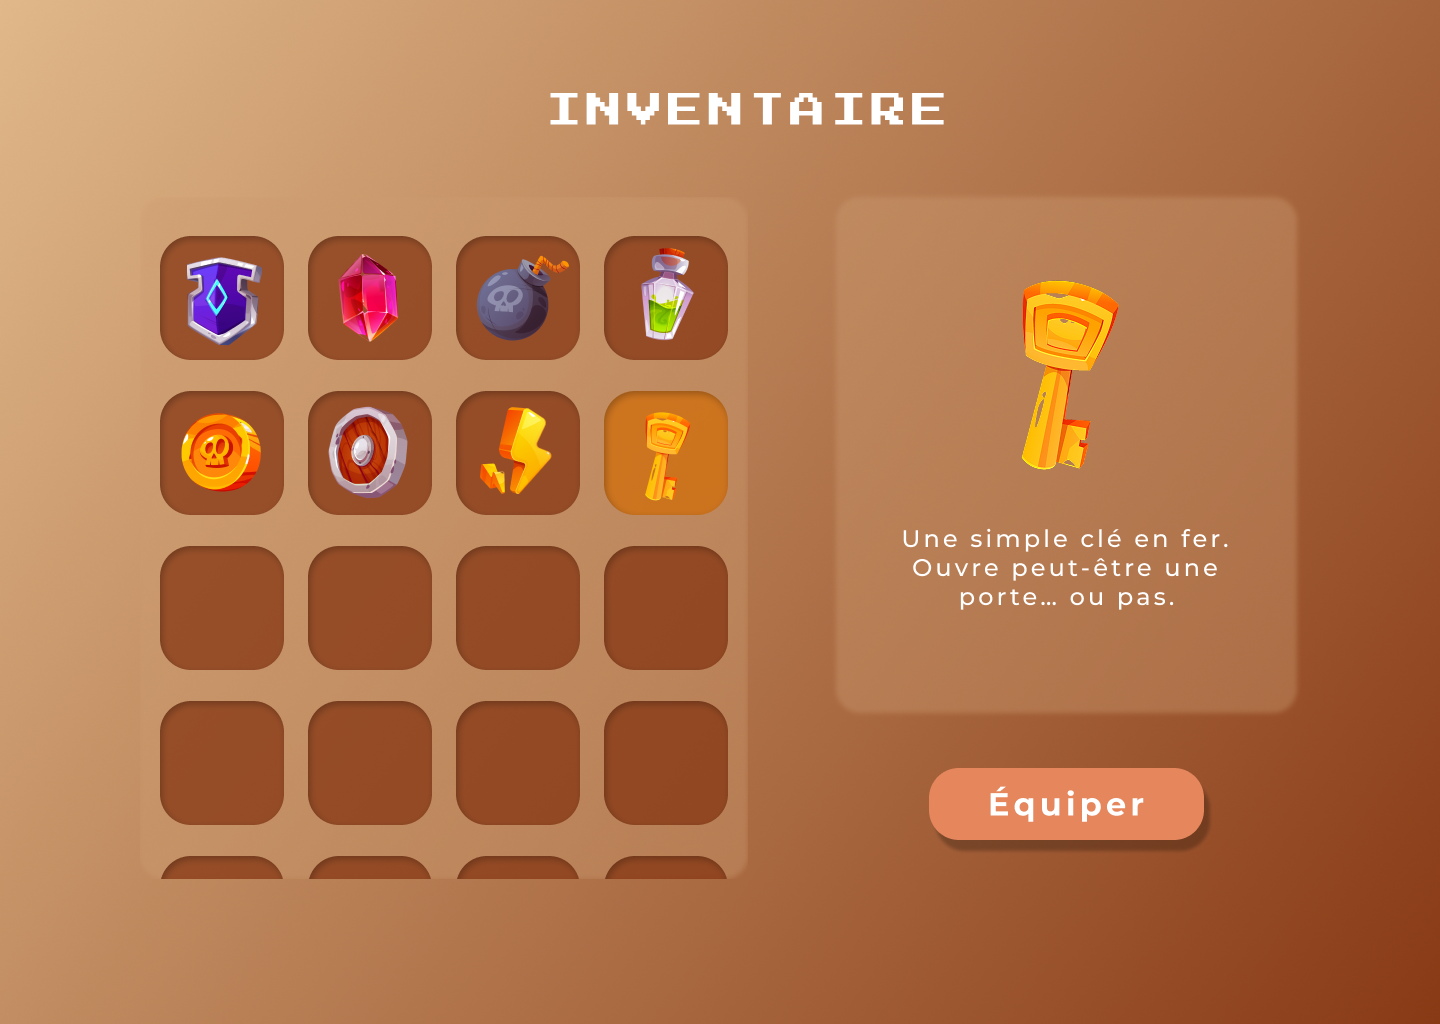 INVENTAIRE
Une simple clé en fer.
Ouvre peut-être une
porte... ou pas.
Équiper